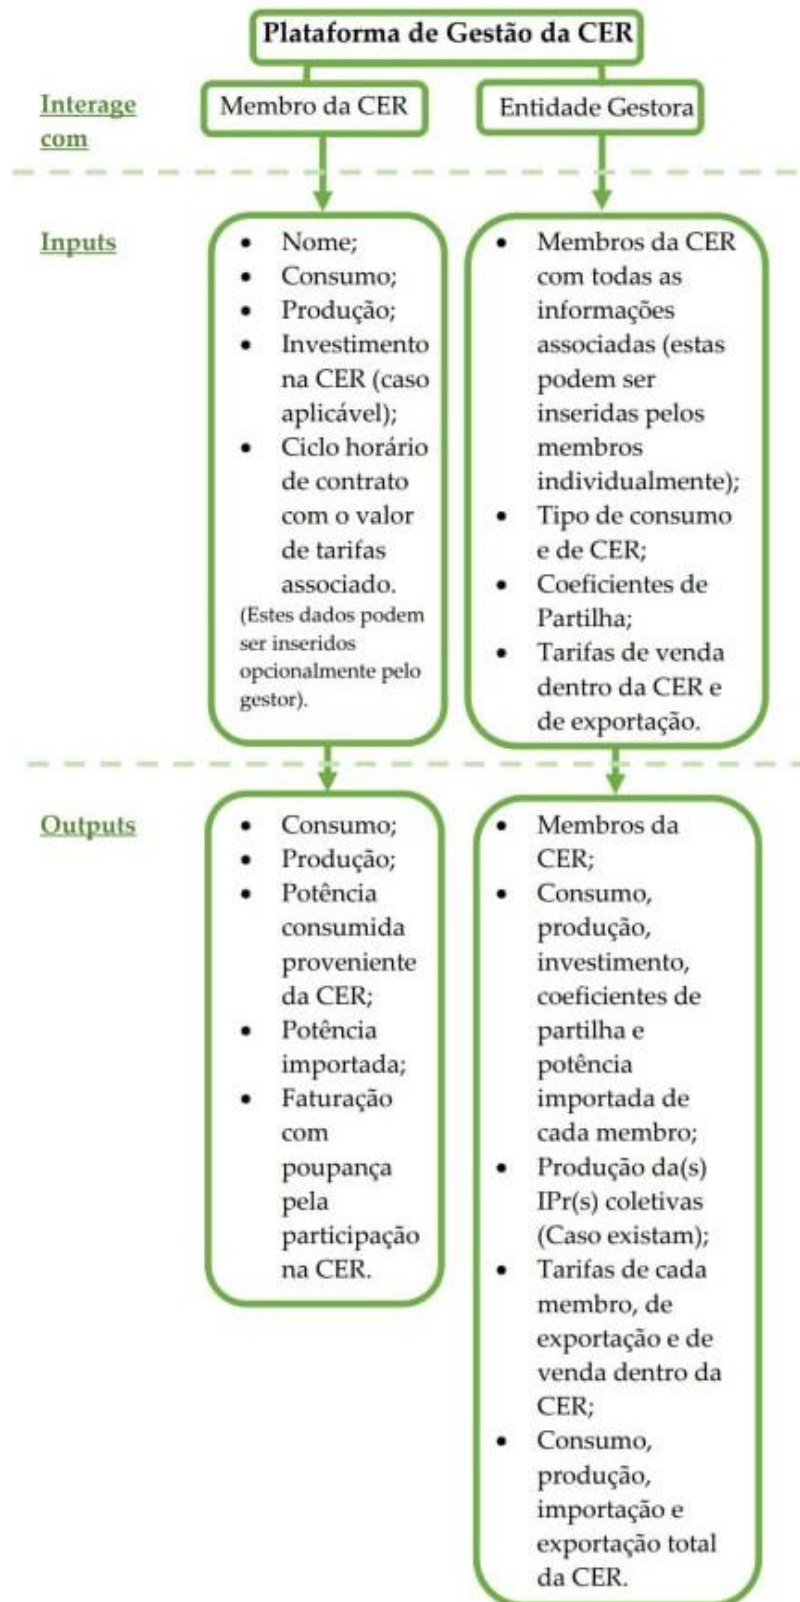 Plataforma de Gestão da CER
Interage
com
Membro da CER
Entidade Gestora
Inputs
• Nome;
• Consumo;
• Produção;
• Investimento
na CER (caso
aplicável);
• Ciclo horário
de contrato
com o valor
de tarifas
associado.
(Estes dados podem
ser inseridos
opcionalmente pelo
gestor).
• Membros da CER
com todas as
informações
associadas (estas
podem ser
inseridas pelos
membros
individualmente);
• Tipo de consumo
e de CER;
• Coeficientes de
Partilha;
• Tarifas de venda
dentro da CER e
de exportação.
Outputs
• Consumo;
• Produção;
• Potência
consumida
proveniente
da CER;
• Potência
importada;
• Faturação
com
poupança
pela
participação
na CER.
• Membros da
CER;
• Consumo,
produção,
investimento,
coeficientes de
partilha e
potência
importada de
cada membro;
• Produção da(s)
IPr(s) coletivas
(Caso existam);
• Tarifas de cada
membro, de
exportação e de
venda dentro da
CER;
• Consumo,
produção,
importação e
exportação total
da CER.